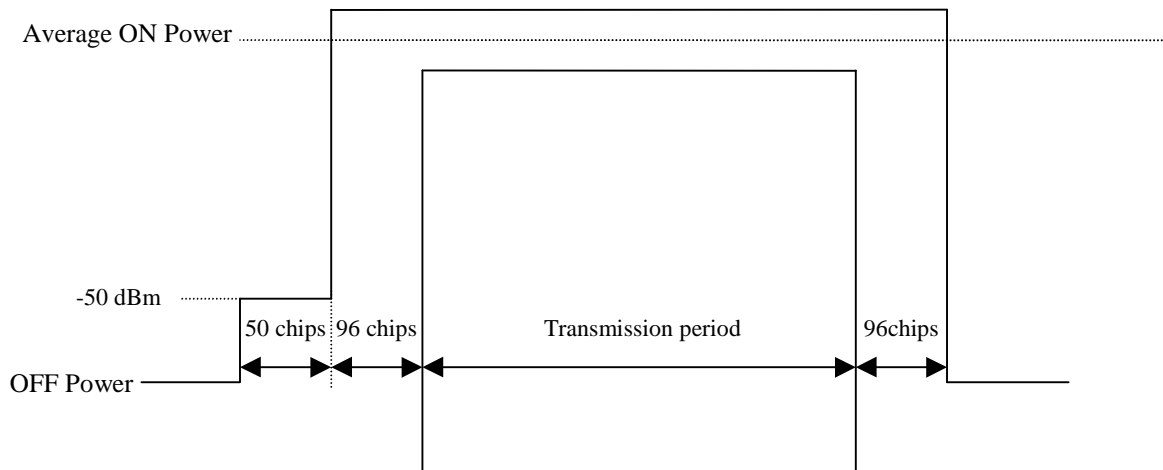 Average ON Power
-50 dBm
50 chips 96 chips Transmission period 96chips
OFF Power